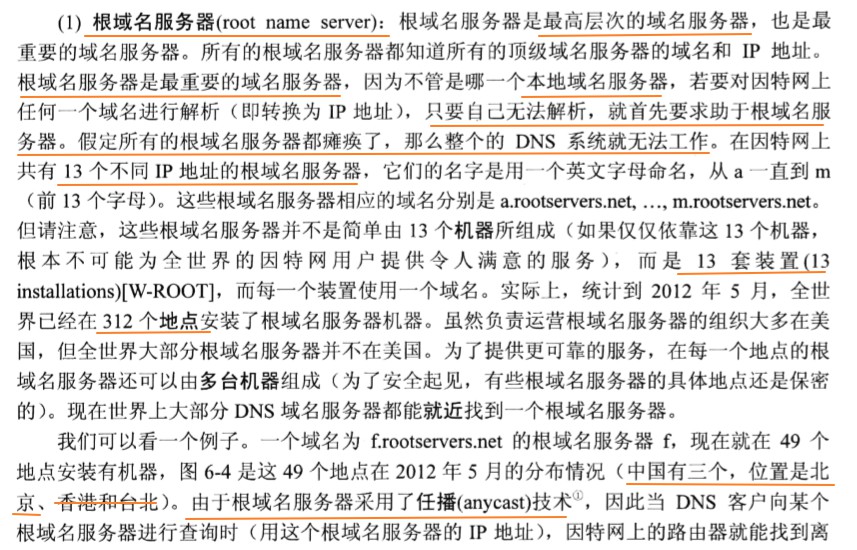 (1) 根域名服务器(root name server)：根域名服务器是最高层次的域名服务器，也是最
重要的域名服务器。所有的根域名服务器都知道所有的顶级域名服务器的域名和 IP 地址。
根域名服务器是最重要的域名服务器，因为不管是哪一个本地域名服务器，若要对因特网上
任何一个域名进行解析（即转换为 IP 地址），只要自己无法解析，就首先要求助于根域名服
务器。假定所有的根域名服务器都瘫痪了，那么整个的 DNS 系统就无法工作。在因特网上
共有 13 个不同 IP 地址的根域名服务器，它们的名字是用一个英文字母命名，从 a 一直到 m
（前 13 个字母）。这些根域名服务器相应的域名分别是 a.rootservers.net, …, m.rootservers.net。
但请注意，这些根域名服务器并不是简单由 13 个机器所组成（如果仅仅依靠这 13 个机器，
根本不可能为全世界的因特网用户提供令人满意的服务），而是 13 套装置(13
installations)[W-ROOT]，而每一个装置使用一个域名。实际上，统计到 2012 年 5 月，全世
界已经在 312 个地点安装了根域名服务器机器。虽然负责运营根域名服务器的组织大多在美
国，但全世界大部分根域名服务器并不在美国。为了提供更可靠的服务，在每一个地点的根
域名服务器还可以由多台机器组成（为了安全起见，有些根域名服务器的具体地点还是保密
的）。现在世界上大部分 DNS 域名服务器都能就近找到一个根域名服务器。
我们可以看一个例子。一个域名为 f.rootservers.net 的根域名服务器 f，现在就在 49 个
地点安装有机器，图 6-4 是这 49 个地点在 2012 年 5 月的分布情况（中国有三个，位置是北
京、香港和台北）。由于根域名服务器采用了任播(anycast)技术①，因此当 DNS 客户向某个
根域名服务器进行查询时（用这个根域名服务器的 IP 地址），因特网上的路由器就能找到离